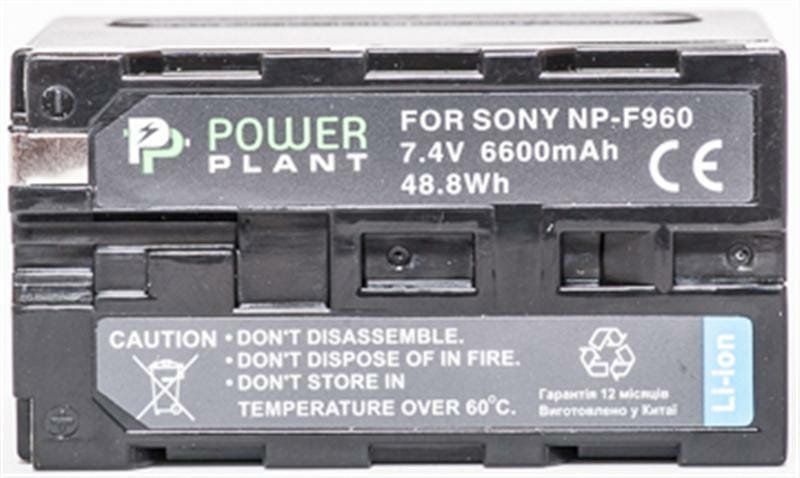 POWER PLANT
FOR SONY NP-F960
7.4V 6600mAh
48.8Wh
CE
CAUTION • DON'T DISASSEMBLE.
• DON'T DISPOSE OF IN FIRE.
• DON'T STORE IN
TEMPERATURE OVER 60°C.
Гарантія 12 місяців
Виготовлено у Китаї
Li-ion